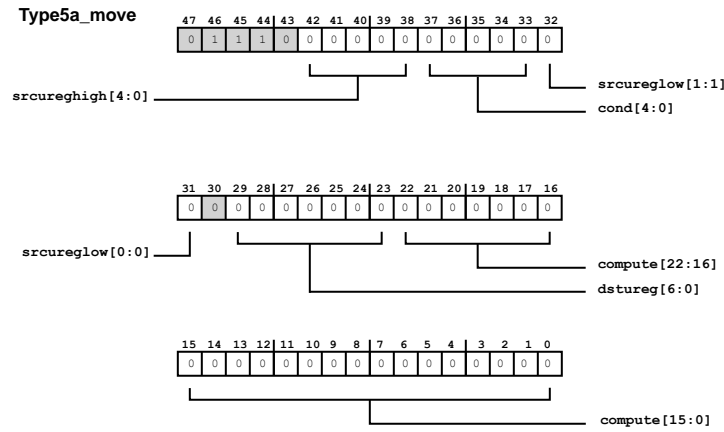 Type5a_move
47 46 45 44 43 42 41 40 39 38 37 36 35 34 33 32
0 1 1 1 0 0 0 0 0 0 0 0 0 0 0 0
srcureghigh[4:0]
srcureglow[1:1]
cond[4:0]
31 30 29 28 27 26 25 24 23 22 21 20 19 18 17 16
0 0 0 0 0 0 0 0 0 0 0 0 0 0 0 0
srcureglow[0:0]
compute[22:16]
dstureg[6:0]
15 14 13 12 11 10 9 8 7 6 5 4 3 2 1 0
0 0 0 0 0 0 0 0 0 0 0 0 0 0 0 0
compute[15:0]